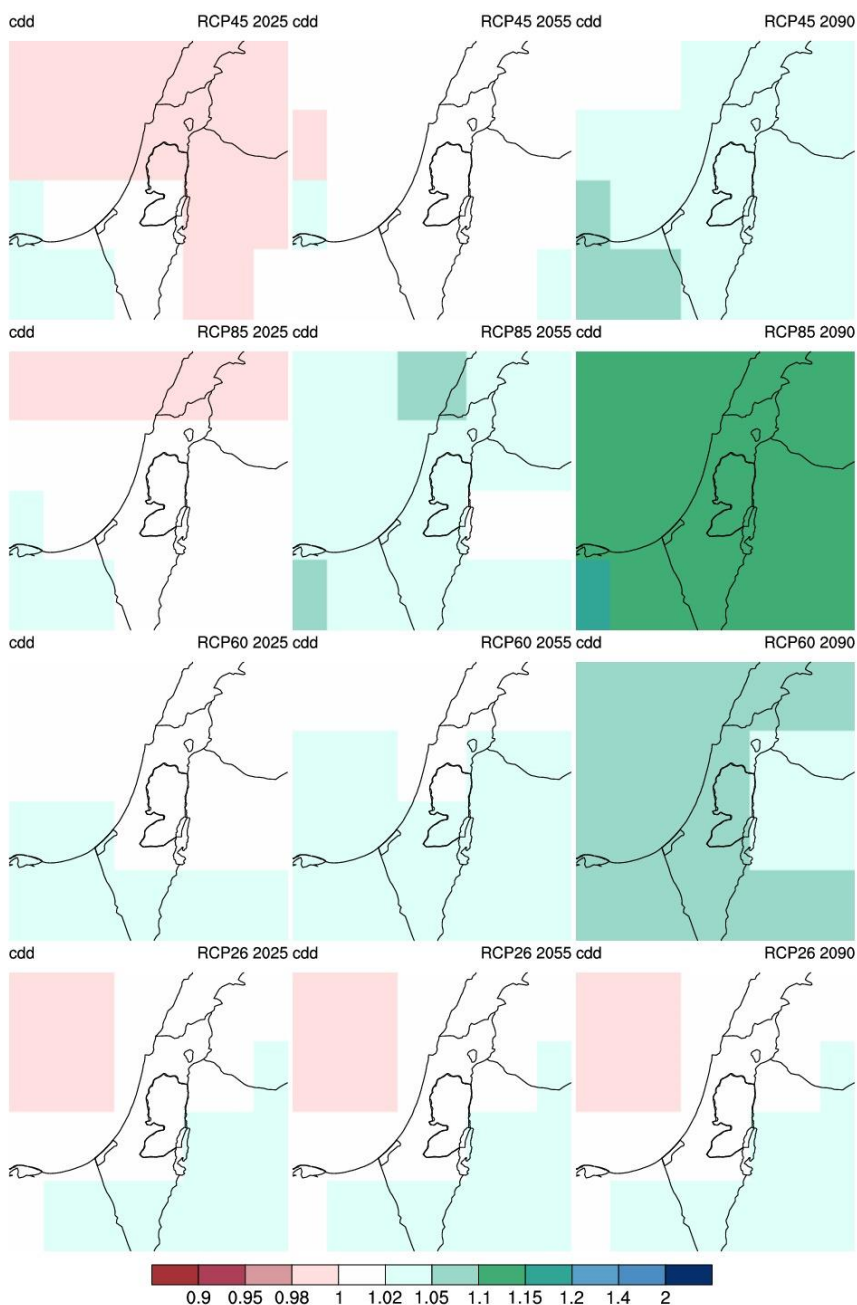 cdd RCP45 2025 cdd RCP45 2055 cdd RCP45 2090
cdd RCP85 2025 cdd RCP85 2055 cdd RCP85 2090
cdd RCP60 2025 cdd RCP60 2055 cdd RCP60 2090
cdd RCP26 2025 cdd RCP26 2055 cdd RCP26 2090
0.9 0.95 0.98 1 1.02 1.05 1.1 1.15 1.2 1.4 2